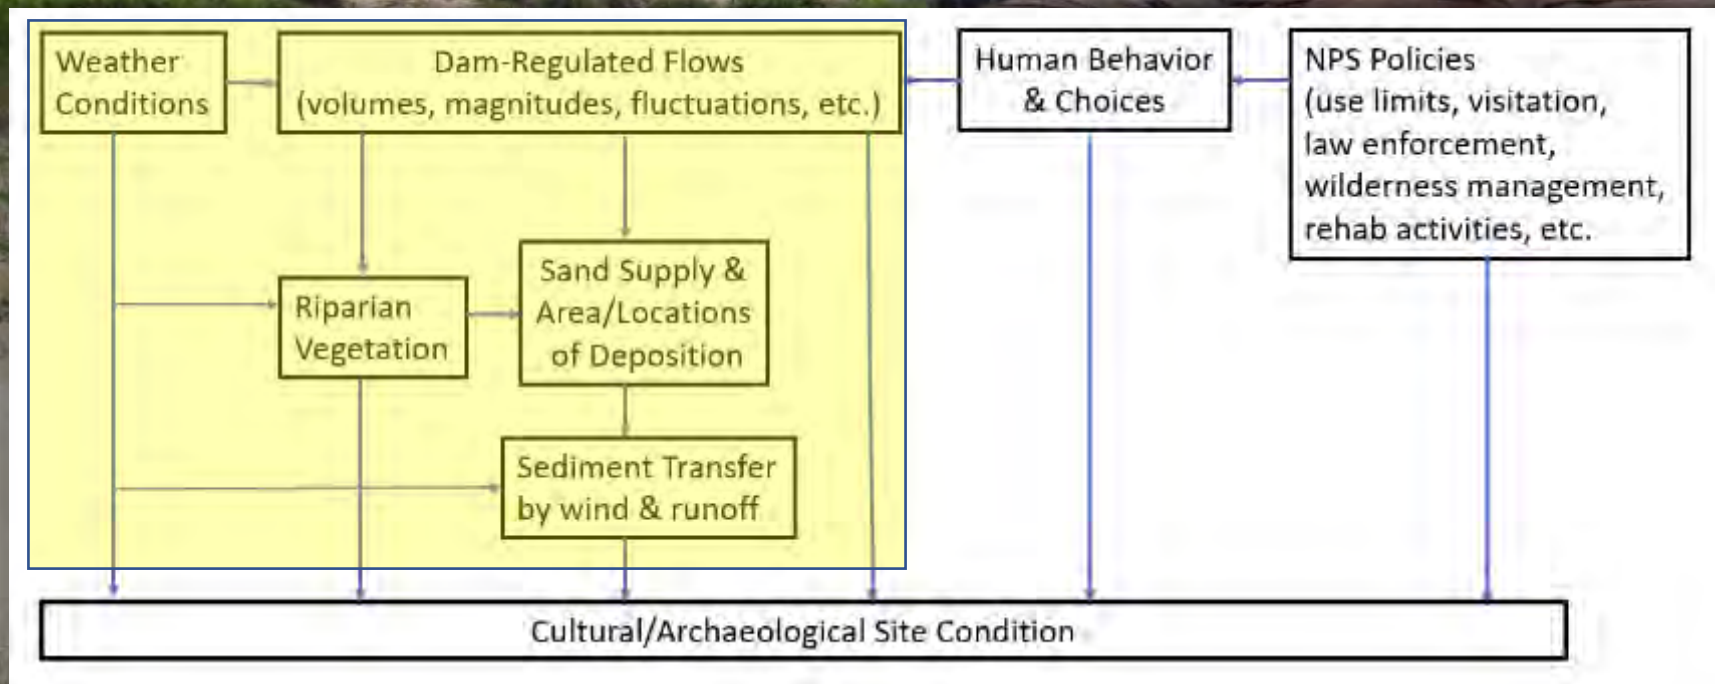 Weather
Conditions
Dam-Regulated Flows
(volumes, magnitudes, fluctuations, etc.)
Human Behavior
& Choices
NPS Policies
(use limits, visitation,
law enforcement,
wilderness management,
rehab activities, etc.
Riparian
Vegetation
Sand Supply &
Area/Locations
of Deposition
Sediment Transfer
by wind & runoff
Cultural/Archaeological Site Condition